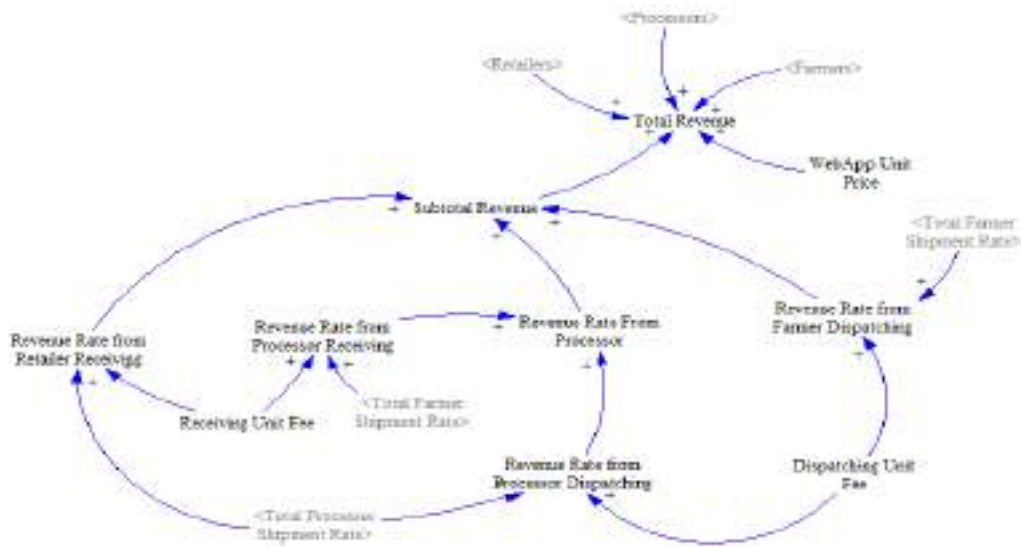 <Processors>
<Retailers>
<Farmers>
+
+
+
Total Revenue
+
+
WebApp Unit
Price
Subtotal Revenue
+
+
+
<Total Farmer
Shipment Rate>
+
Revenue Rate from
Farmer Dispatching
+
Revenue Rate from
Retailer Receiving
+
Revenue Rate from
Processor Receiving
+
+
+
Revenue Rate From
Processor
+
Receiving Unit Fee
<Total Farmer
Shipment Rate>
Revenue Rate from
Processor Dispatching
+
Dispatching Unit
Fee
<Total Processor
Shipment Rate>